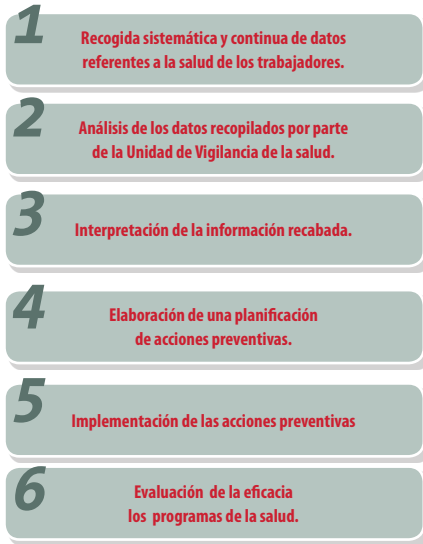 1
Recogida sistemática y continua de datos
referentes a la salud de los trabajadores.
2
Análisis de los datos recopilados por parte
de la Unidad de Vigilancia de la salud.
3
Interpretación de la información recabada.
4
Elaboración de una planificación
de acciones preventivas.
5
Implementación de las acciones preventivas
6
Evaluación de la eficacia
los programas de la salud.